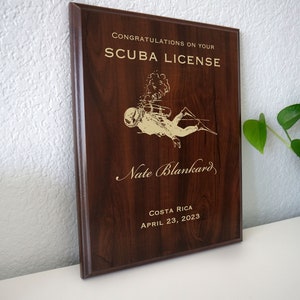 Congratulations on your
SCUBA LICENSE
Nate Blankard
Costa Rica
April 23, 2023